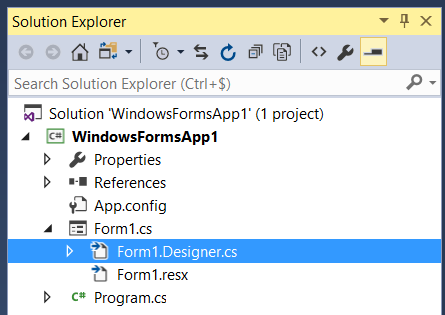 Solution Explorer
Search Solution Explorer (Ctrl+$)
Solution 'WindowsFormsApp1' (1 project)
C# WindowsFormsApp1
Properties
References
App.config
Form1.cs
Form1.Designer.cs
Form1.resx
C# Program.cs